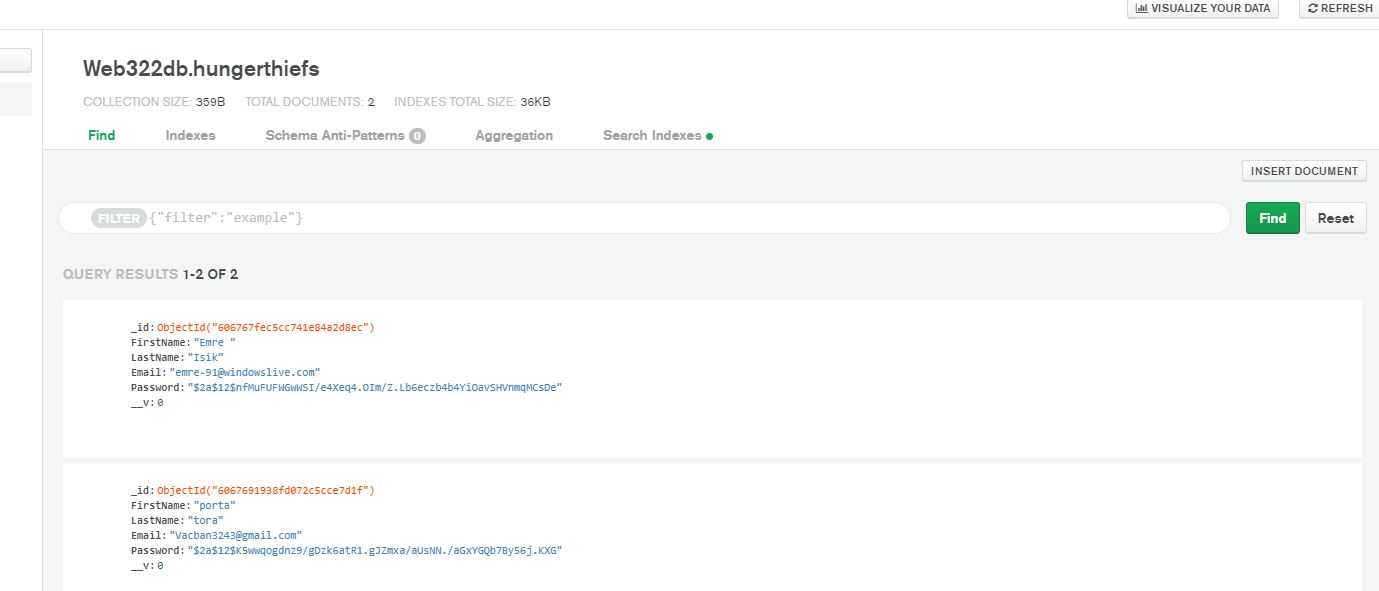 VISUALIZE YOUR DATA REFRESH
Web322db.hungerthiefs
COLLECTION SIZE: 359B TOTAL DOCUMENTS: 2 INDEXES TOTAL SIZE: 36KB
Find Indexes Schema Anti-Patterns 0 Aggregation Search Indexes
INSERT DOCUMENT
FILTER {"filter":"example"} Find Reset
QUERY RESULTS 1-2 OF 2
_id: ObjectId("606767fec5cc741e84a2d8ec")
FirstName: "Emre "
LastName: "Isik"
Email: "emre-91@windowslive.com"
Password: "$2a$12$nfMuFUFWGwWSI/e4Xeq4.OIm/Z.Lb6eczb4b4YiOavSHVnmqMCsDe"
__v: 0
_id: ObjectId("6067691938fd072c5cce7d1f")
FirstName: "porta"
LastName: "tora"
Email: "Vacban3243@gmail.com"
Password: "$2a$12$K5wwqogdnz9/gDzk6atR1.gJZmxa/aUsNN./aGxYGQb7By56j.KXG"
__v: 0